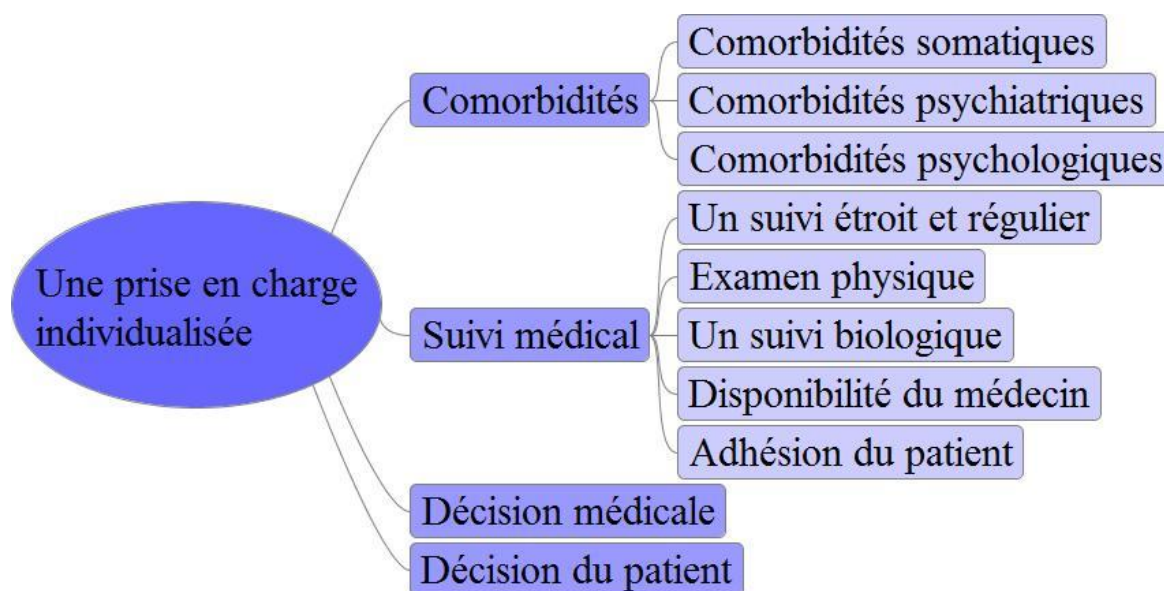 Une prise en charge
individualisée
Comorbidités
Comorbidités somatiques
Comorbidités psychiatriques
Comorbidités psychologiques
Suivi médical
Un suivi étroit et régulier
Examen physique
Un suivi biologique
Disponibilité du médecin
Adhésion du patient
Décision médicale
Décision du patient